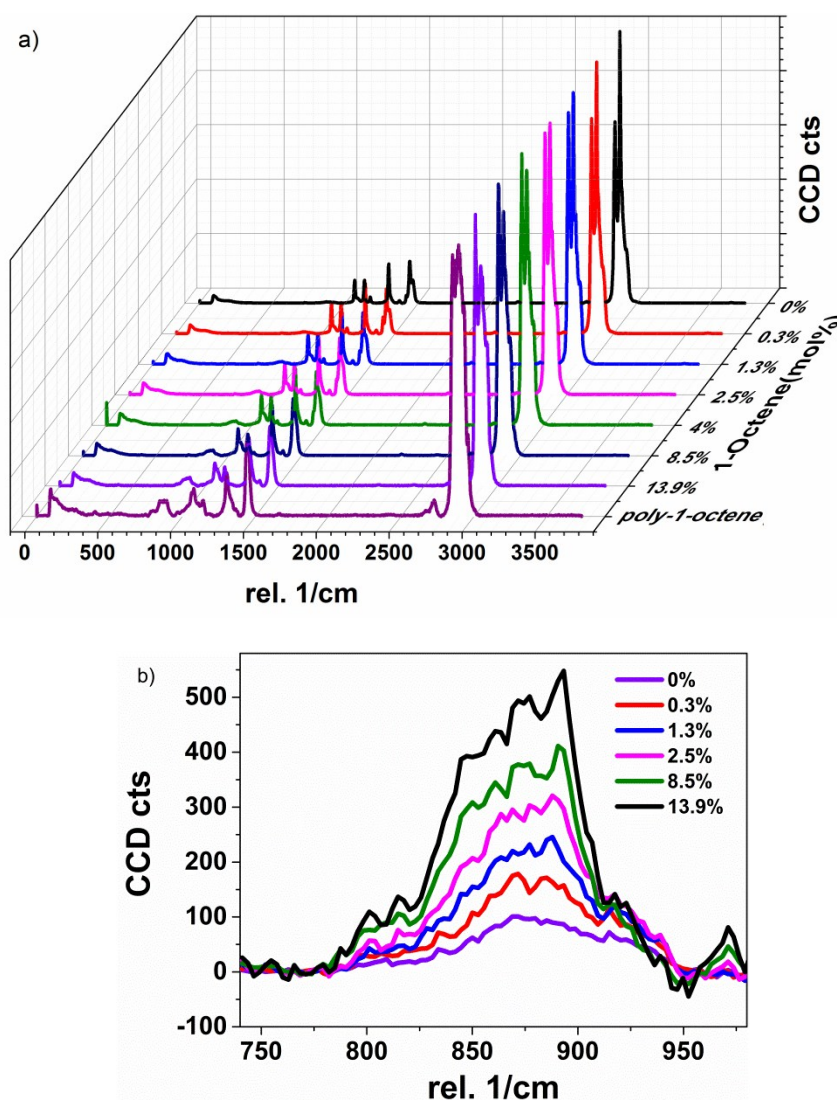 a)
CCD cts
0%
0.3%
1.3%
2.5%
4%
8.5%
13.9%
poly-1-octene
1-Octene(mol%)
0 500 1000 1500 2000 2500 3000 3500
rel. 1/cm
b)
CCD cts
500
400
300
200
100
0
-100
0%
0.3%
1.3%
2.5%
8.5%
13.9%
750 800 850 900 950
rel. 1/cm